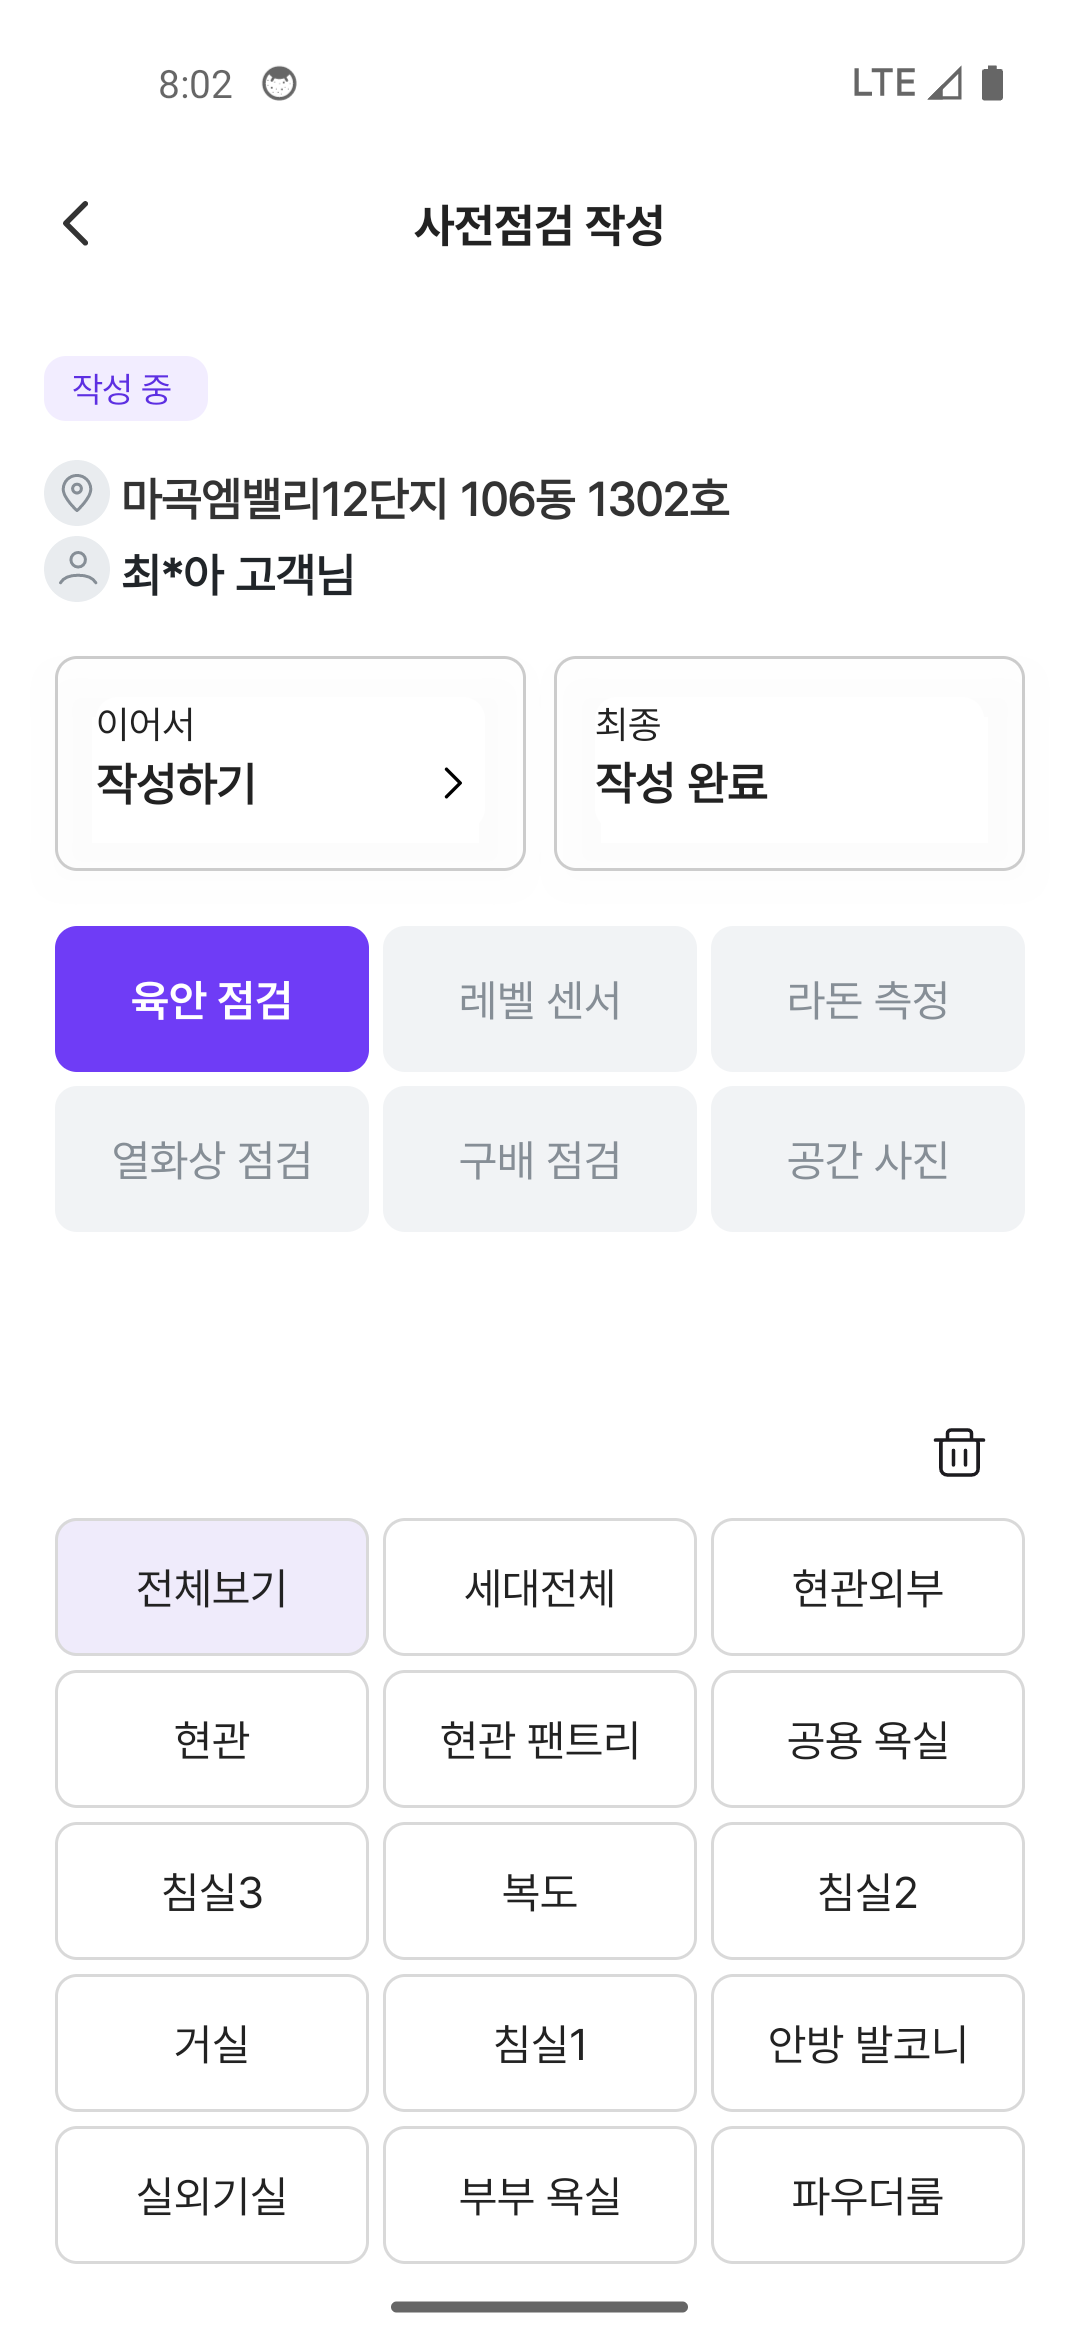 8:02 LTE
사전점검 작성
작성 중
마곡엠밸리12단지 106동 1302호
최*아 고객님
이어서
작성하기
최종
작성 완료
육안 점검 레벨 센서 라돈 측정
열화상 점검 구배 점검 공간 사진
전체보기 세대전체 현관외부
현관 현관 팬트리 공용 욕실
침실3 복도 침실2
거실 침실1 안방 발코니
실외기실 부부 욕실 파우더룸